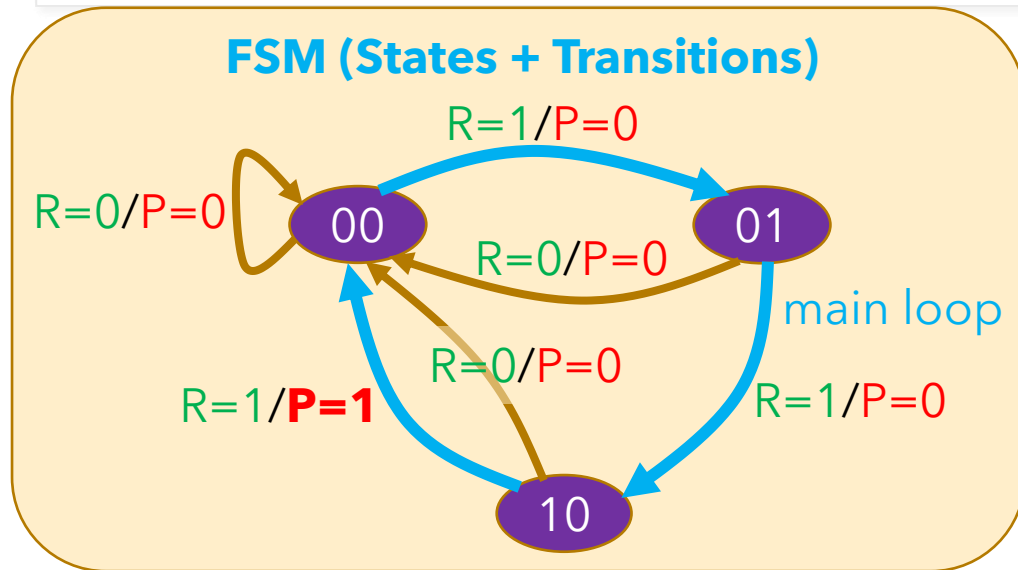 FSM (States + Transitions)
R=1/P=0
R=0/P=0
00
01
R=0/P=0
main loop
R=0/P=0
R=1/P=1
R=1/P=0
10